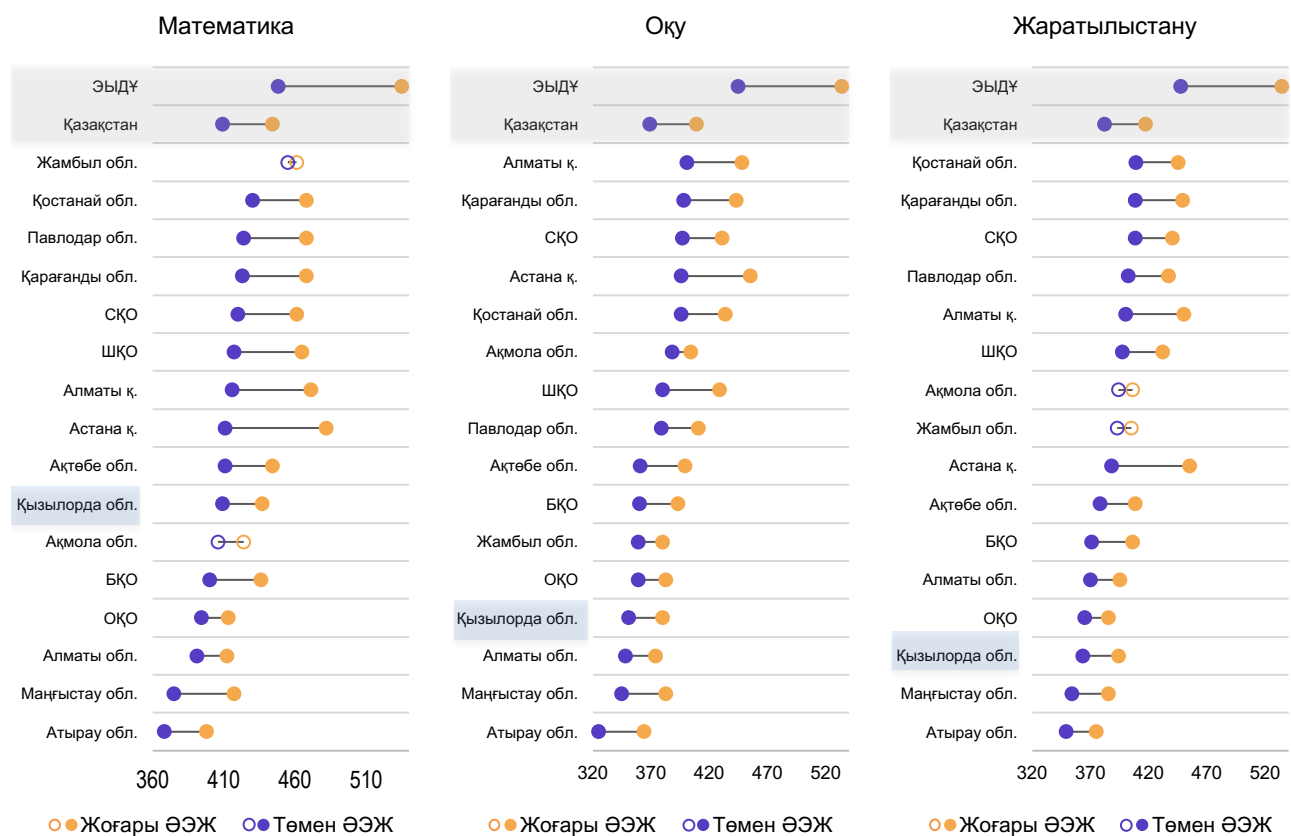 Математика
ЭЫДҰ
Қазақстан
Жамбыл обл.
Қостанай обл.
Павлодар обл.
Қарағанды обл.
СҚО
ШҚО
Алматы қ.
Астана қ.
Ақтөбе обл.
Қызылорда обл.
Ақмола обл.
БҚО
ОҚО
Алматы обл.
Маңғыстау обл.
Атырау обл.
360 410 460 510
Жоғары ӘЭЖ Төмен ӘЭЖ
Оқу
ЭЫДҰ
Қазақстан
Алматы қ.
Қарағанды обл.
СҚО
Астана қ.
Қостанай обл.
Ақмола обл.
ШҚО
Павлодар обл.
Ақтөбе обл.
БҚО
Жамбыл обл.
ОҚО
Қызылорда обл.
Алматы обл.
Маңғыстау обл.
Атырау обл.
320 370 420 470 520
Жоғары ӘЭЖ Төмен ӘЭЖ
Жаратылыстану
ЭЫДҰ
Қазақстан
Қостанай обл.
Қарағанды обл.
СҚО
Павлодар обл.
Алматы қ.
ШҚО
Ақмола обл.
Жамбыл обл.
Астана қ.
Ақтөбе обл.
БҚО
Алматы обл.
ОҚО
Қызылорда обл.
Маңғыстау обл.
Атырау обл.
320 370 420 470 520
Жоғары ӘЭЖ Төмен ӘЭЖ